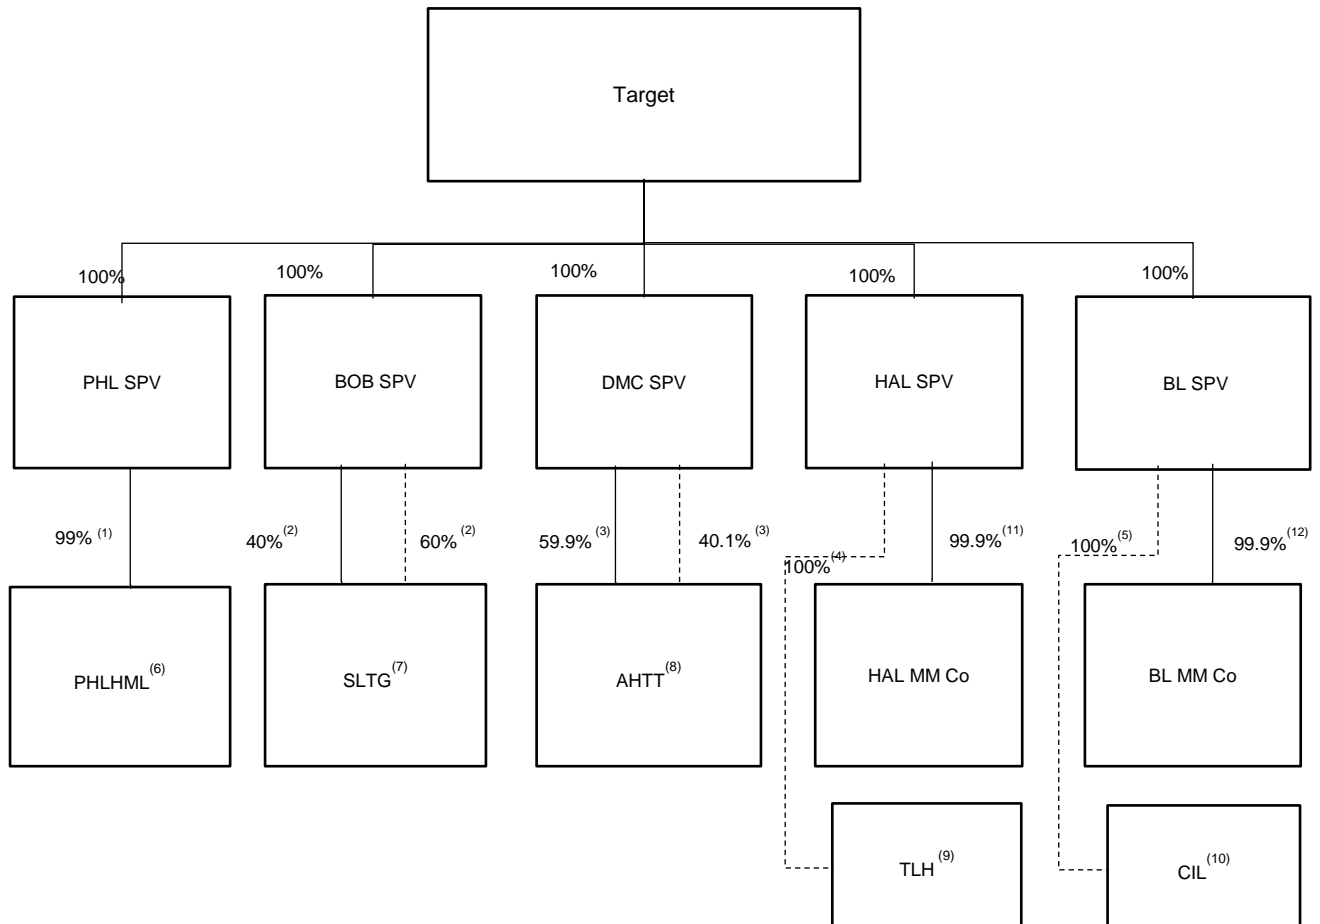 Target
100%
100%
100%
100%
100%
PHL SPV
BOB SPV
DMC SPV
HAL SPV
BL SPV
99% (1)
40%(2)
60% (2)
59.9% (3)
40.1% (3)
100%(4)
99.9%(11)
100%(5)
99.9%(12)
PHLHML(6)
SLTG(7)
AHTT(8)
HAL MM Co
BL MM Co
TLH (9)
CIL(10)